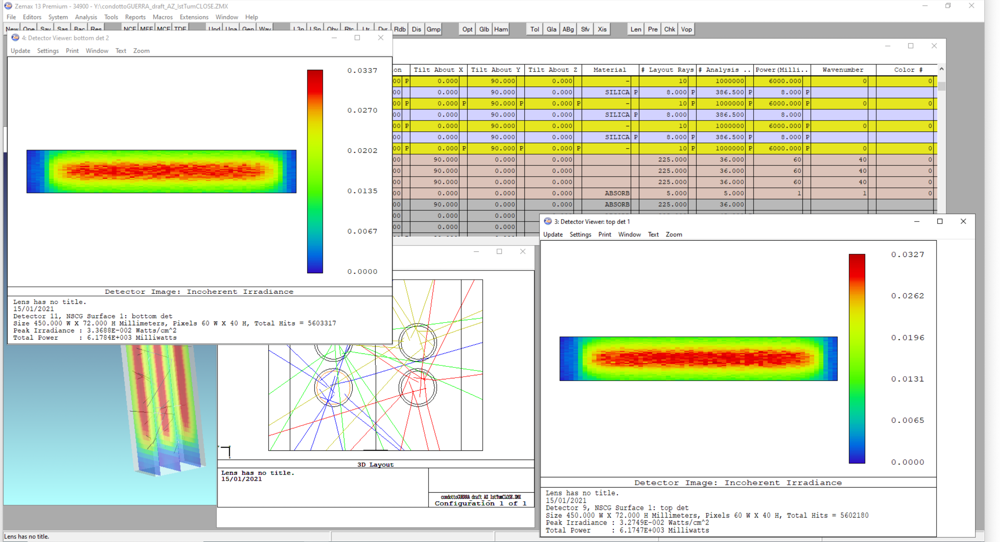 Zemax 13 Premium - 34900 - Y:\condottoGUERRA_draft_AZ_IstTumCLOSE.ZMX
File Editors System Analysis Tools Reports Macros Extensions Window Help
New Ope Sav Sas Bac Res NCE MFE MCE TDE Upd Upa Gen Wav L3n LSn Obv Rtc Ltr Dvr Rdb Dis Gmp Opt Glb Ham Tol Gla ABg Sfv Xis Len Pre Chk Vop
4: Detector Viewer: bottom det 2
Update Settings Print Window Text Zoom
0.0337
0.0270
0.0202
0.0135
0.0067
0.0000
Detector Image: Incoherent Irradiance
Lens has no title.
15/01/2021
Detector 11, NSCG Surface 1: bottom det
Size 450.000 W X 72.000 H Millimeters, Pixels 60 W X 40 H, Total Hits = 5603317
Peak Irradiance : 3.3688E-002 Watts/cm^2
Total Power : 6.1784E+003 Milliwatts
on Tilt About X Tilt About Y Tilt About Z Material # Layout Rays # Analysis .. Power(Milli.. Wavenumber Color #
00 P 0.000 90.000 0.000 - 10 1000000 6000.000 0 0
00 0.000 90.000 0.000 SILICA P 8.000 P 386.500 P 8.000 P
00 P 0.000 P 90.000 P 0.000 P - 10 P 1000000 P 6000.000 P 0 0
00 0.000 90.000 0.000 SILICA P 8.000 386.500 8.000
00 P 0.000 90.000 0.000 - 10 1000000 6000.000 P 0 0
00 0.000 90.000 0.000 SILICA P 8.000 P 386.500 P 8.000 P
00 P 0.000 P 90.000 P 0.000 P - 10 P 1000000 P 6000.000 P 0 0
00 90.000 0.000 0.000 225.000 36.000 60 40 0
00 90.000 0.000 0.000 225.000 36.000 60 40 0
00 90.000 0.000 0.000 225.000 36.000 60 40 0
00 0.000 0.000 0.000 ABSORB 5.000 5.000 1 1 0
00 90.000 0.000 0.000 ABSORB 225.000 36.000
00 0.000 0.000
00 0.000 0.000
3D Layout
Lens has no title.
15/01/2021
condottoGUERRA_draft_AZ_IstTumCLOSE.ZMX
Configuration 1 of 1
3: Detector Viewer: top det 1
Update Settings Print Window Text Zoom
0.0327
0.0262
0.0196
0.0131
0.0065
0.0000
Detector Image: Incoherent Irradiance
Lens has no title.
15/01/2021
Detector 9, NSCG Surface 1: top det
Size 450.000 W X 72.000 H Millimeters, Pixels 60 W X 40 H, Total Hits = 5602180
Peak Irradiance : 3.2749E-002 Watts/cm^2
Total Power : 6.1747E+003 Milliwatts
Lens has no title.